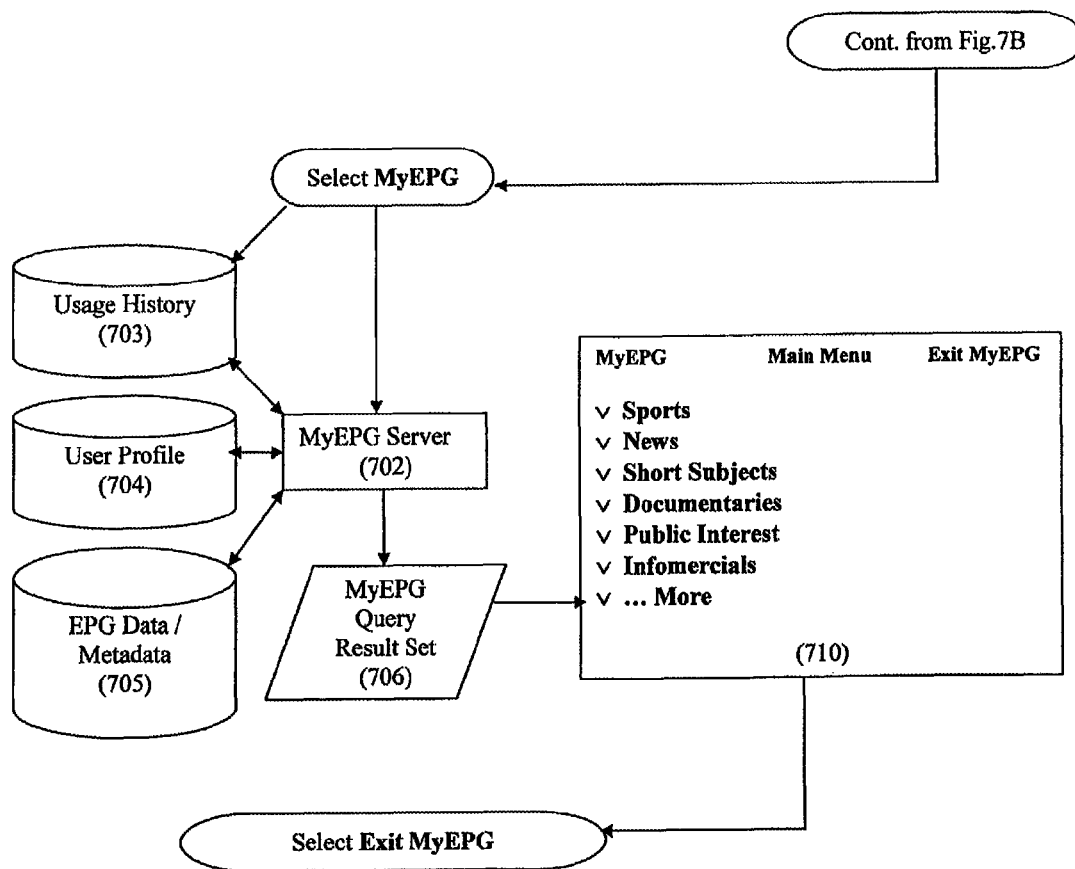 Cont. from Fig.7B
Select MyEPG
Usage History
(703)
User Profile
(704)
EPG Data /
Metadata
(705)
MyEPG Server
(702)
MyEPG
Query
Result Set
(706)
MyEPG Main Menu Exit MyEPG
v Sports
v News
v Short Subjects
v Documentaries
v Public Interest
v Infomercials
v ... More
(710)
Select Exit MyEPG